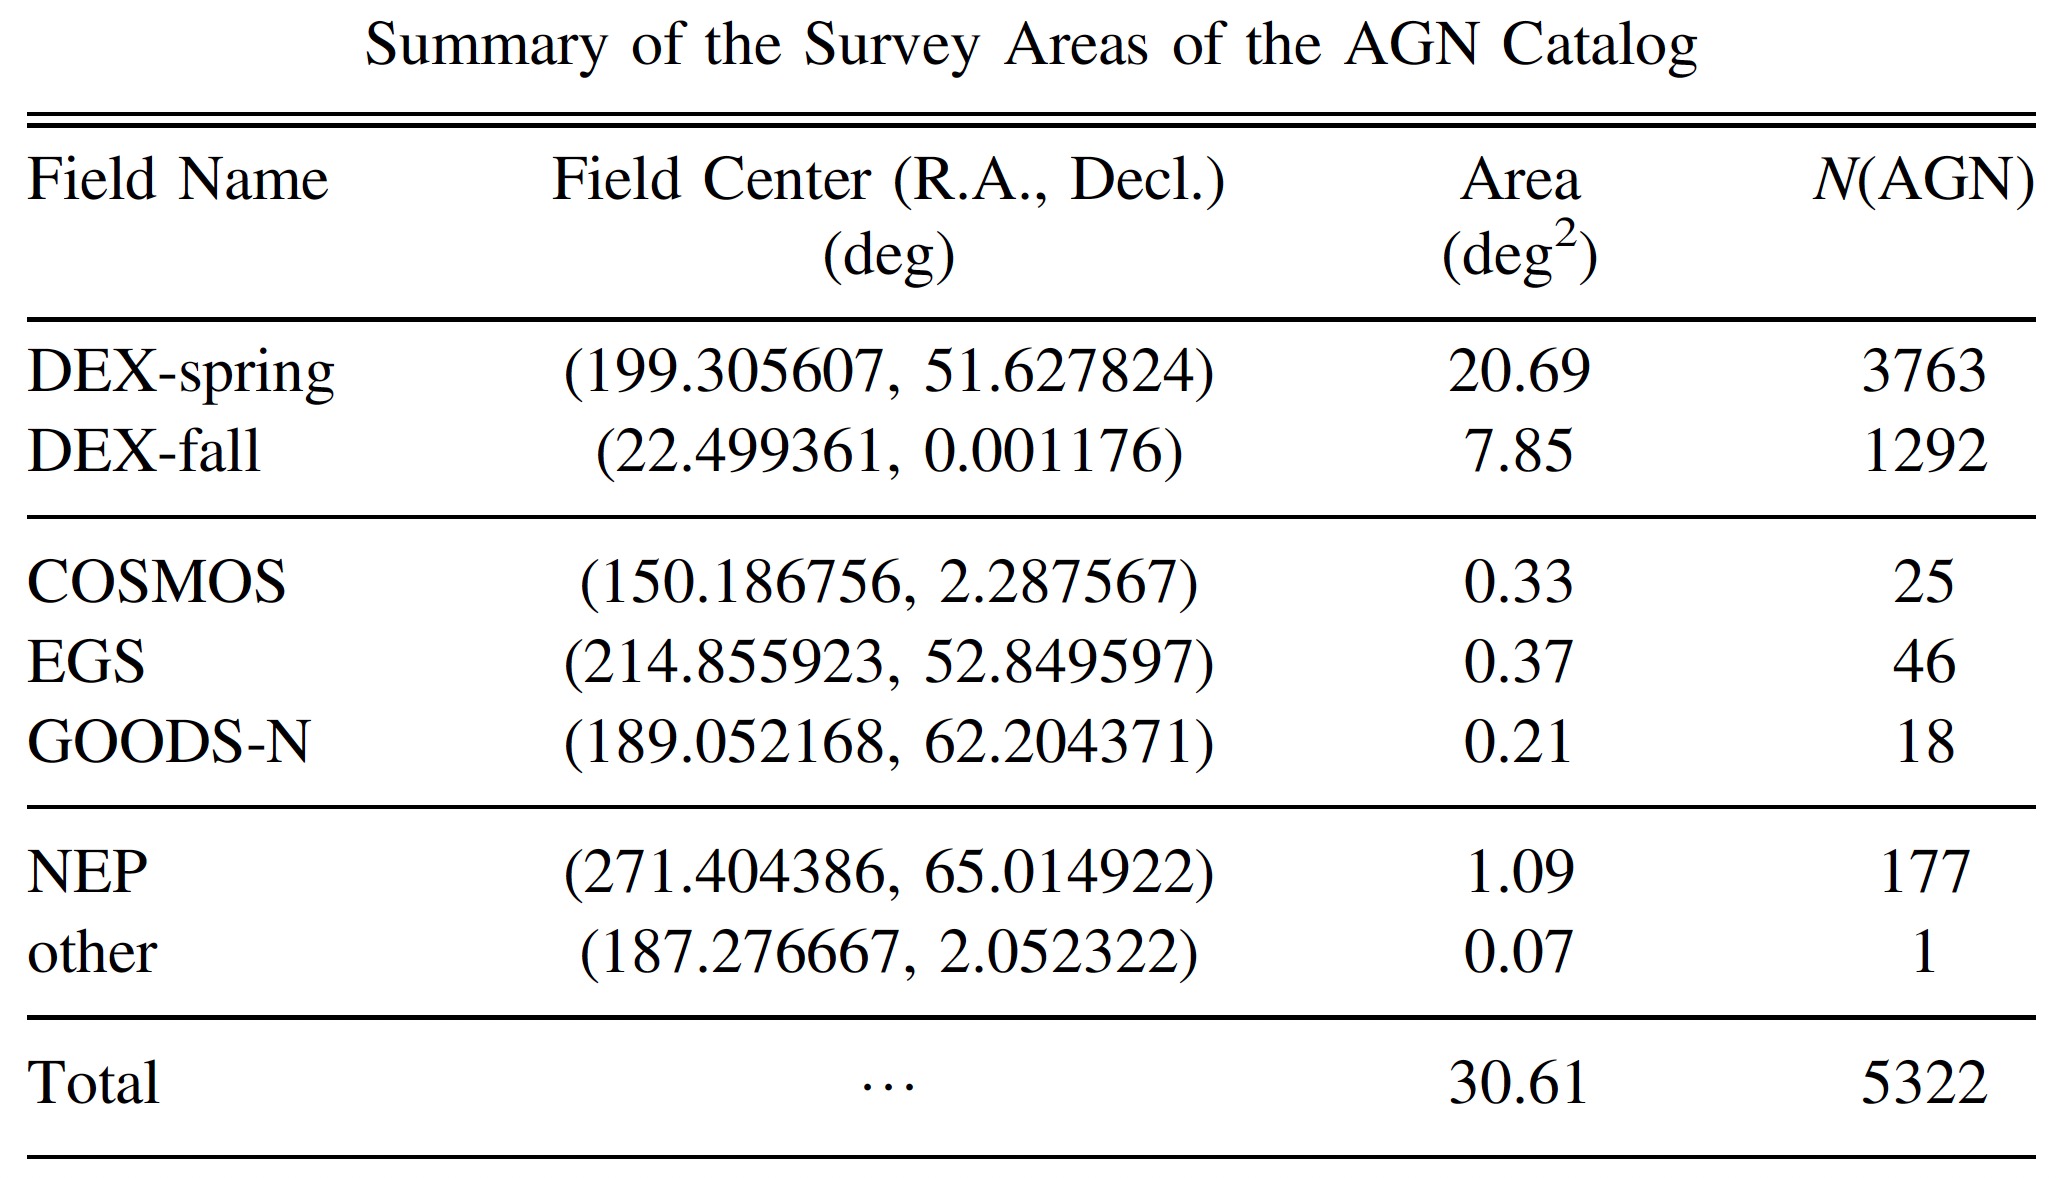 Summary of the Survey Areas of the AGN Catalog
Field Name Field Center (R.A., Decl.) Area N(AGN)
(deg) (deg²)
DEX-spring (199.305607, 51.627824) 20.69 3763
DEX-fall (22.499361, 0.001176) 7.85 1292
COSMOS (150.186756, 2.287567) 0.33 25
EGS (214.855923, 52.849597) 0.37 46
GOODS-N (189.052168, 62.204371) 0.21 18
NEP (271.404386, 65.014922) 1.09 177
other (187.276667, 2.052322) 0.07 1
Total ⋯ 30.61 5322